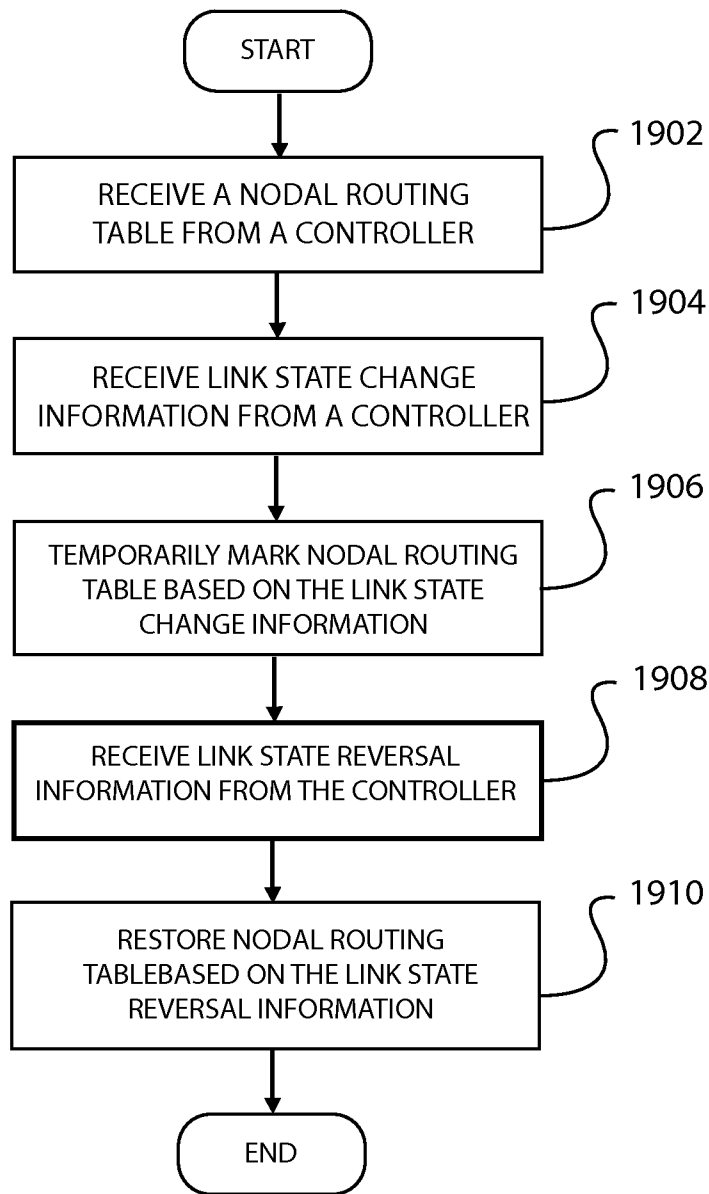 START
1902
RECEIVE A NODAL ROUTING
TABLE FROM A CONTROLLER
1904
RECEIVE LINK STATE CHANGE
INFORMATION FROM A CONTROLLER
1906
TEMPORARILY MARK NODAL ROUTING
TABLE BASED ON THE LINK STATE
CHANGE INFORMATION
1908
RECEIVE LINK STATE REVERSAL
INFORMATION FROM THE CONTROLLER
1910
RESTORE NODAL ROUTING
TABLEBASED ON THE LINK STATE
REVERSAL INFORMATION
END